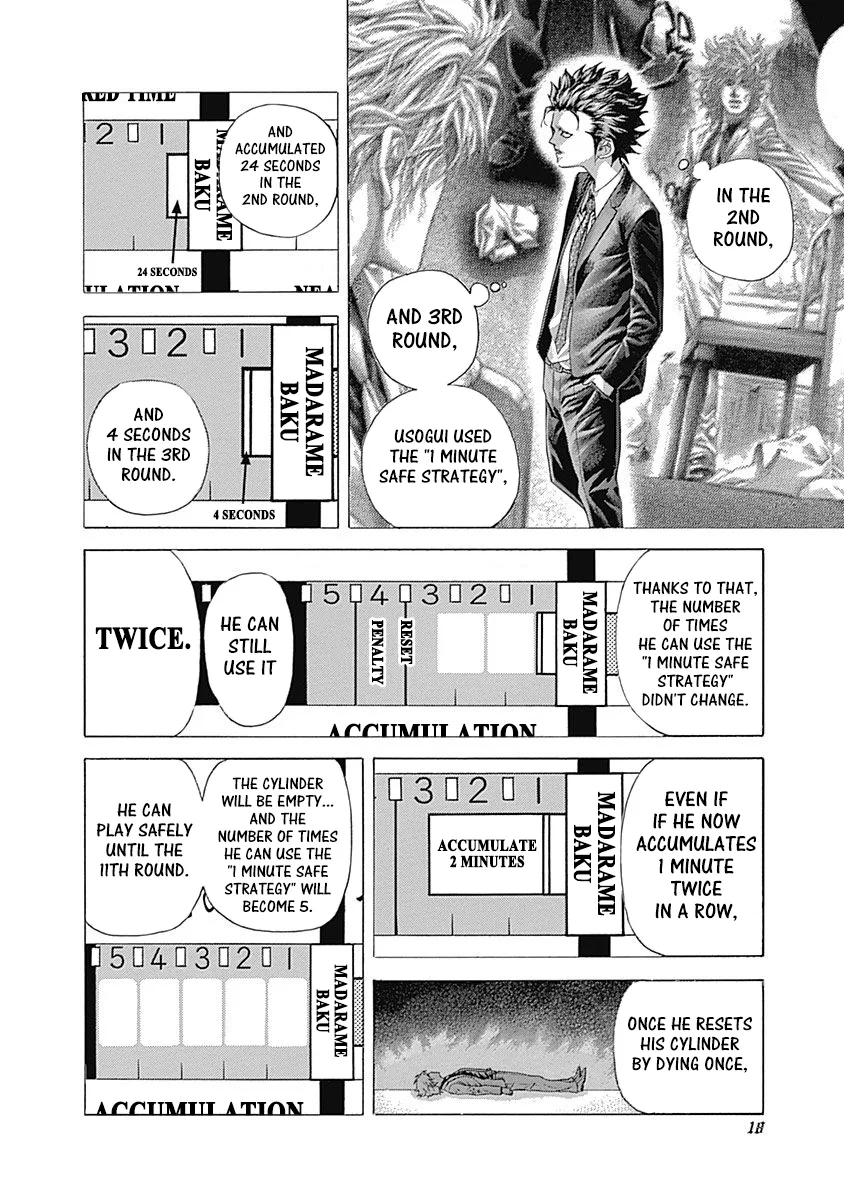 IN THE
2ND
ROUND,
AND 3RD
ROUND,
USOGUI USED
THE "1 MINUTE
SAFE STRATEGY",
AND
ACCUMULATED
24 SECONDS
IN THE
2ND ROUND,
RED TIME
2 1
MADARAME
BAKU
24 SECONDS
MULATION
NEA
3 2 1
MADARAME
BAKU
AND
4 SECONDS
IN THE 3RD
ROUND.
4 SECONDS
THANKS TO THAT,
THE NUMBER
OF TIMES
HE CAN USE THE
"1 MINUTE SAFE
STRATEGY"
DIDN'T CHANGE.
5 4 3 2 1
MADARAME
BAKU
RESET
PENALTY
ACCUMULATION
HE CAN
STILL
USE IT
TWICE.
EVEN IF
IF HE NOW
ACCUMULATES
1 MINUTE
TWICE
IN A ROW,
3 2 1
MADARAME
BAKU
ACCUMULATE
2 MINUTES
ONCE HE RESETS
HIS CYLINDER
BY DYING ONCE,
THE CYLINDER
WILL BE EMPTY...
AND THE
NUMBER OF TIMES
HE CAN USE THE
"1 MINUTE SAFE
STRATEGY" WILL
BECOME 5.
HE CAN
PLAY SAFELY
UNTIL THE
11TH ROUND.
5 4 3 2 1
MADARAME
BAKU
ACCUMULATION